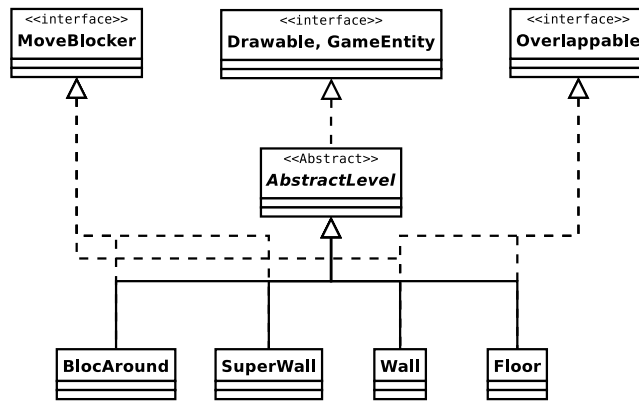 <<interface>>
MoveBlocker
<<interface>>
Drawable, GameEntity
<<interface>>
Overlappable
<<Abstract>>
AbstractLevel
BlocAround
SuperWall
Wall
Floor